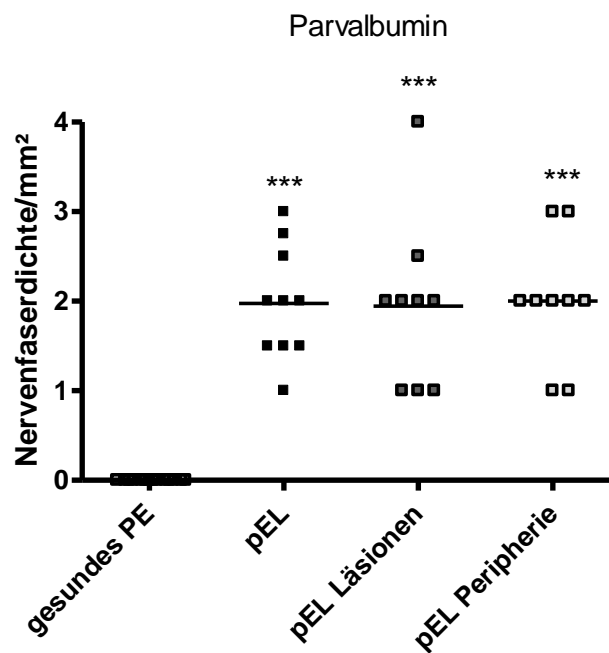 Parvalbumin
***
***
***
4
3
2
1
0
Nervenfaserdichte/mm²
gesundes PE
pEL
pEL Läsionen
pEL Peripherie